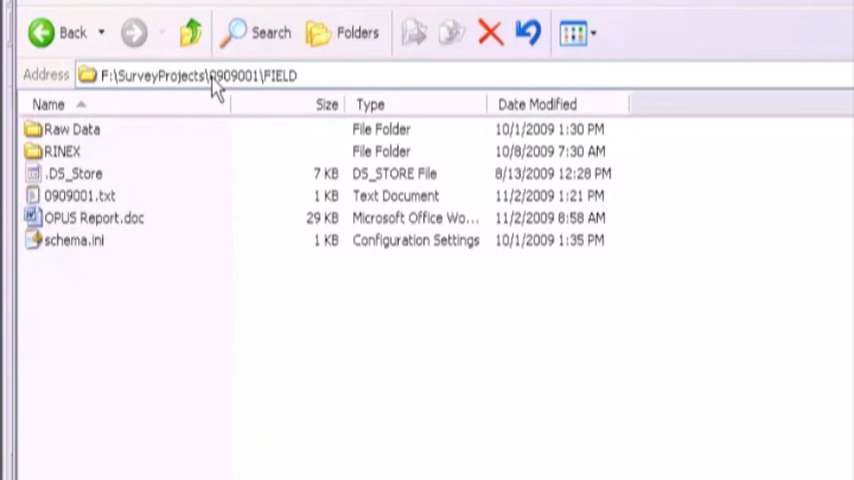 Back Search Folders
Address F:\SurveyProjects\0909001\FIELD
Name Size Type Date Modified
Raw Data File Folder 10/1/2009 1:30 PM
RINEX File Folder 10/8/2009 7:30 AM
.DS_Store 7 KB DS_STORE File 8/13/2009 12:28 PM
0909001.txt 1 KB Text Document 11/2/2009 1:21 PM
OPUS Report.doc 29 KB Microsoft Office Wo... 11/2/2009 8:58 AM
schema.ini 1 KB Configuration Settings 10/1/2009 1:35 PM